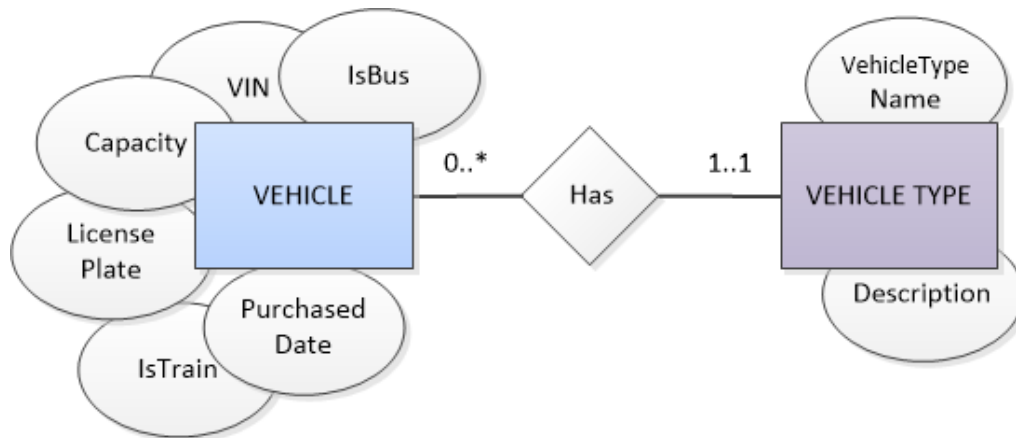 VIN
IsBus
VehicleType
Name
Capacity
0..*
1..1
VEHICLE
Has
VEHICLE TYPE
License
Plate
Purchased
Date
Description
IsTrain